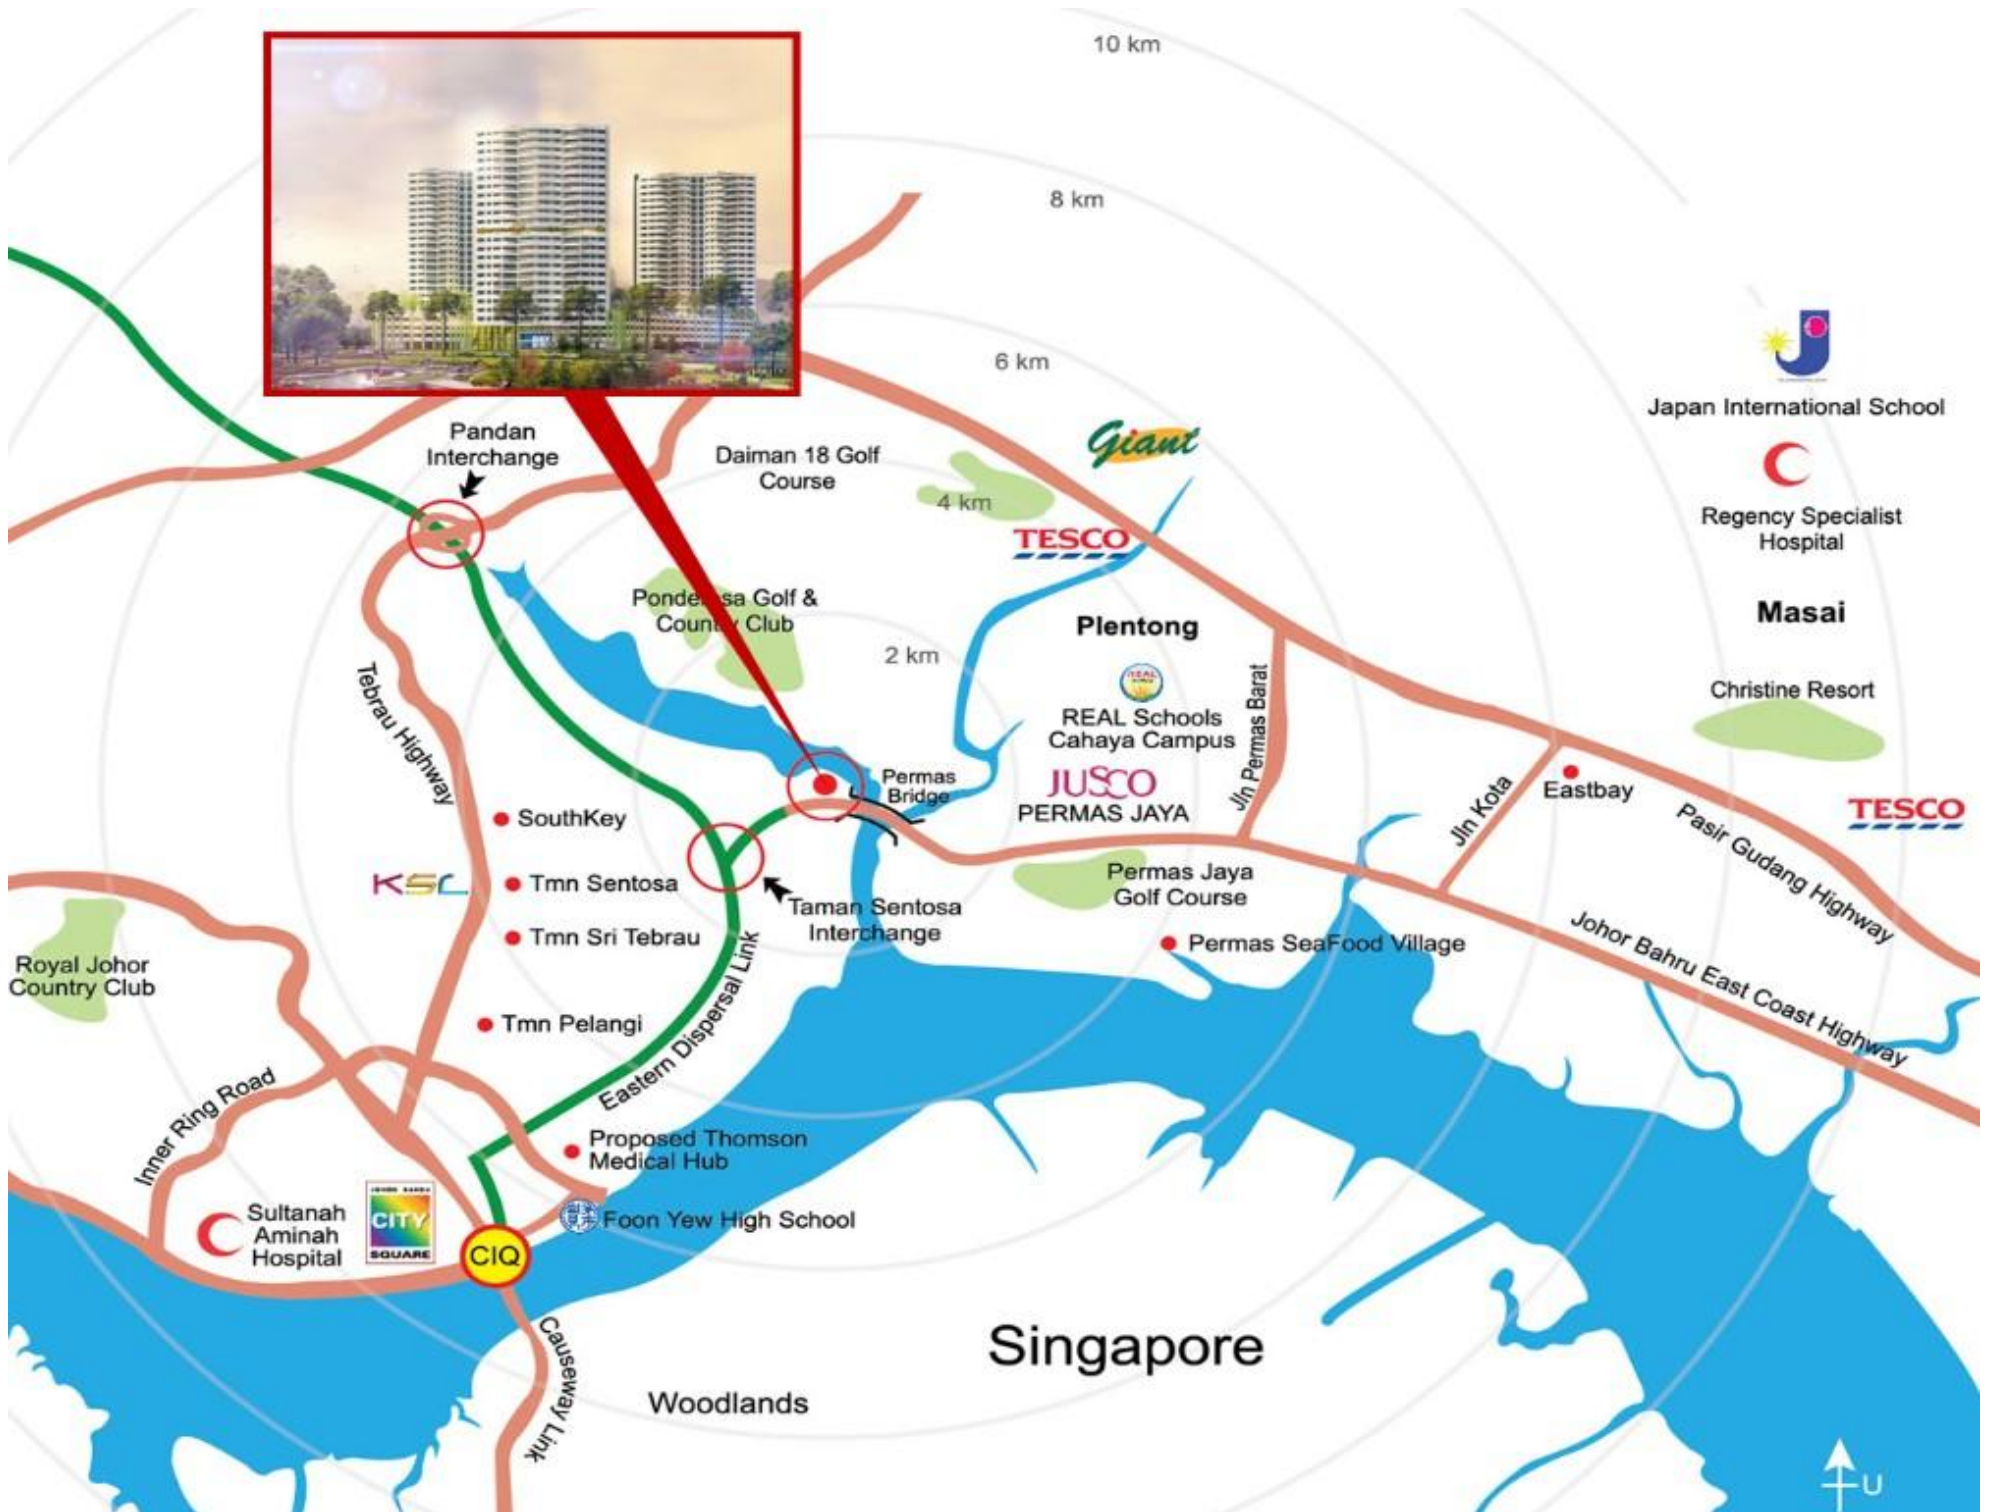 10 km
8 km
6 km
4 km
2 km
Pandan
Interchange
Daiman 18 Golf
Course
Giant
TESCO
Japan International School
Regency Specialist
Hospital
Masai
Christine Resort
TESCO
Ponderosa Golf &
Country Club
Plentong
REAL Schools
Cahaya Campus
JUSCO
PERMAS JAYA
Jln Permas Barat
Tebrau Highway
Permas
Bridge
Jln Kota
Eastbay
Pasir Gudang Highway
SouthKey
KSL
Tmn Sentosa
Tmn Sri Tebrau
Tmn Pelangi
Taman Sentosa
Interchange
Permas Jaya
Golf Course
Permas SeaFood Village
Johor Bahru East Coast Highway
Royal Johor
Country Club
Eastern Dispersal Link
Inner Ring Road
Proposed Thomson
Medical Hub
Sultanah
Aminah
Hospital
CITY
SQUARE
Foon Yew High School
CIQ
Causeway Link
Singapore
Woodlands
U